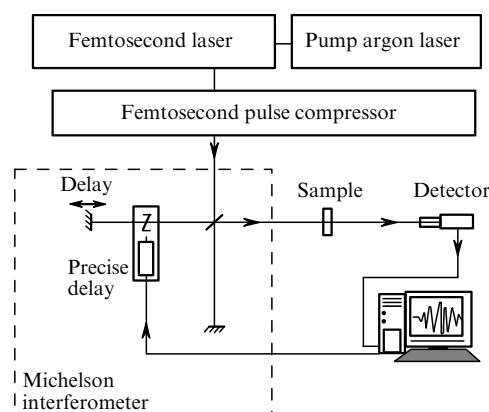 Femtosecond laser
Pump argon laser
Femtosecond pulse compressor
Delay
Sample
Detector
Precise
delay
Michelson
interferometer